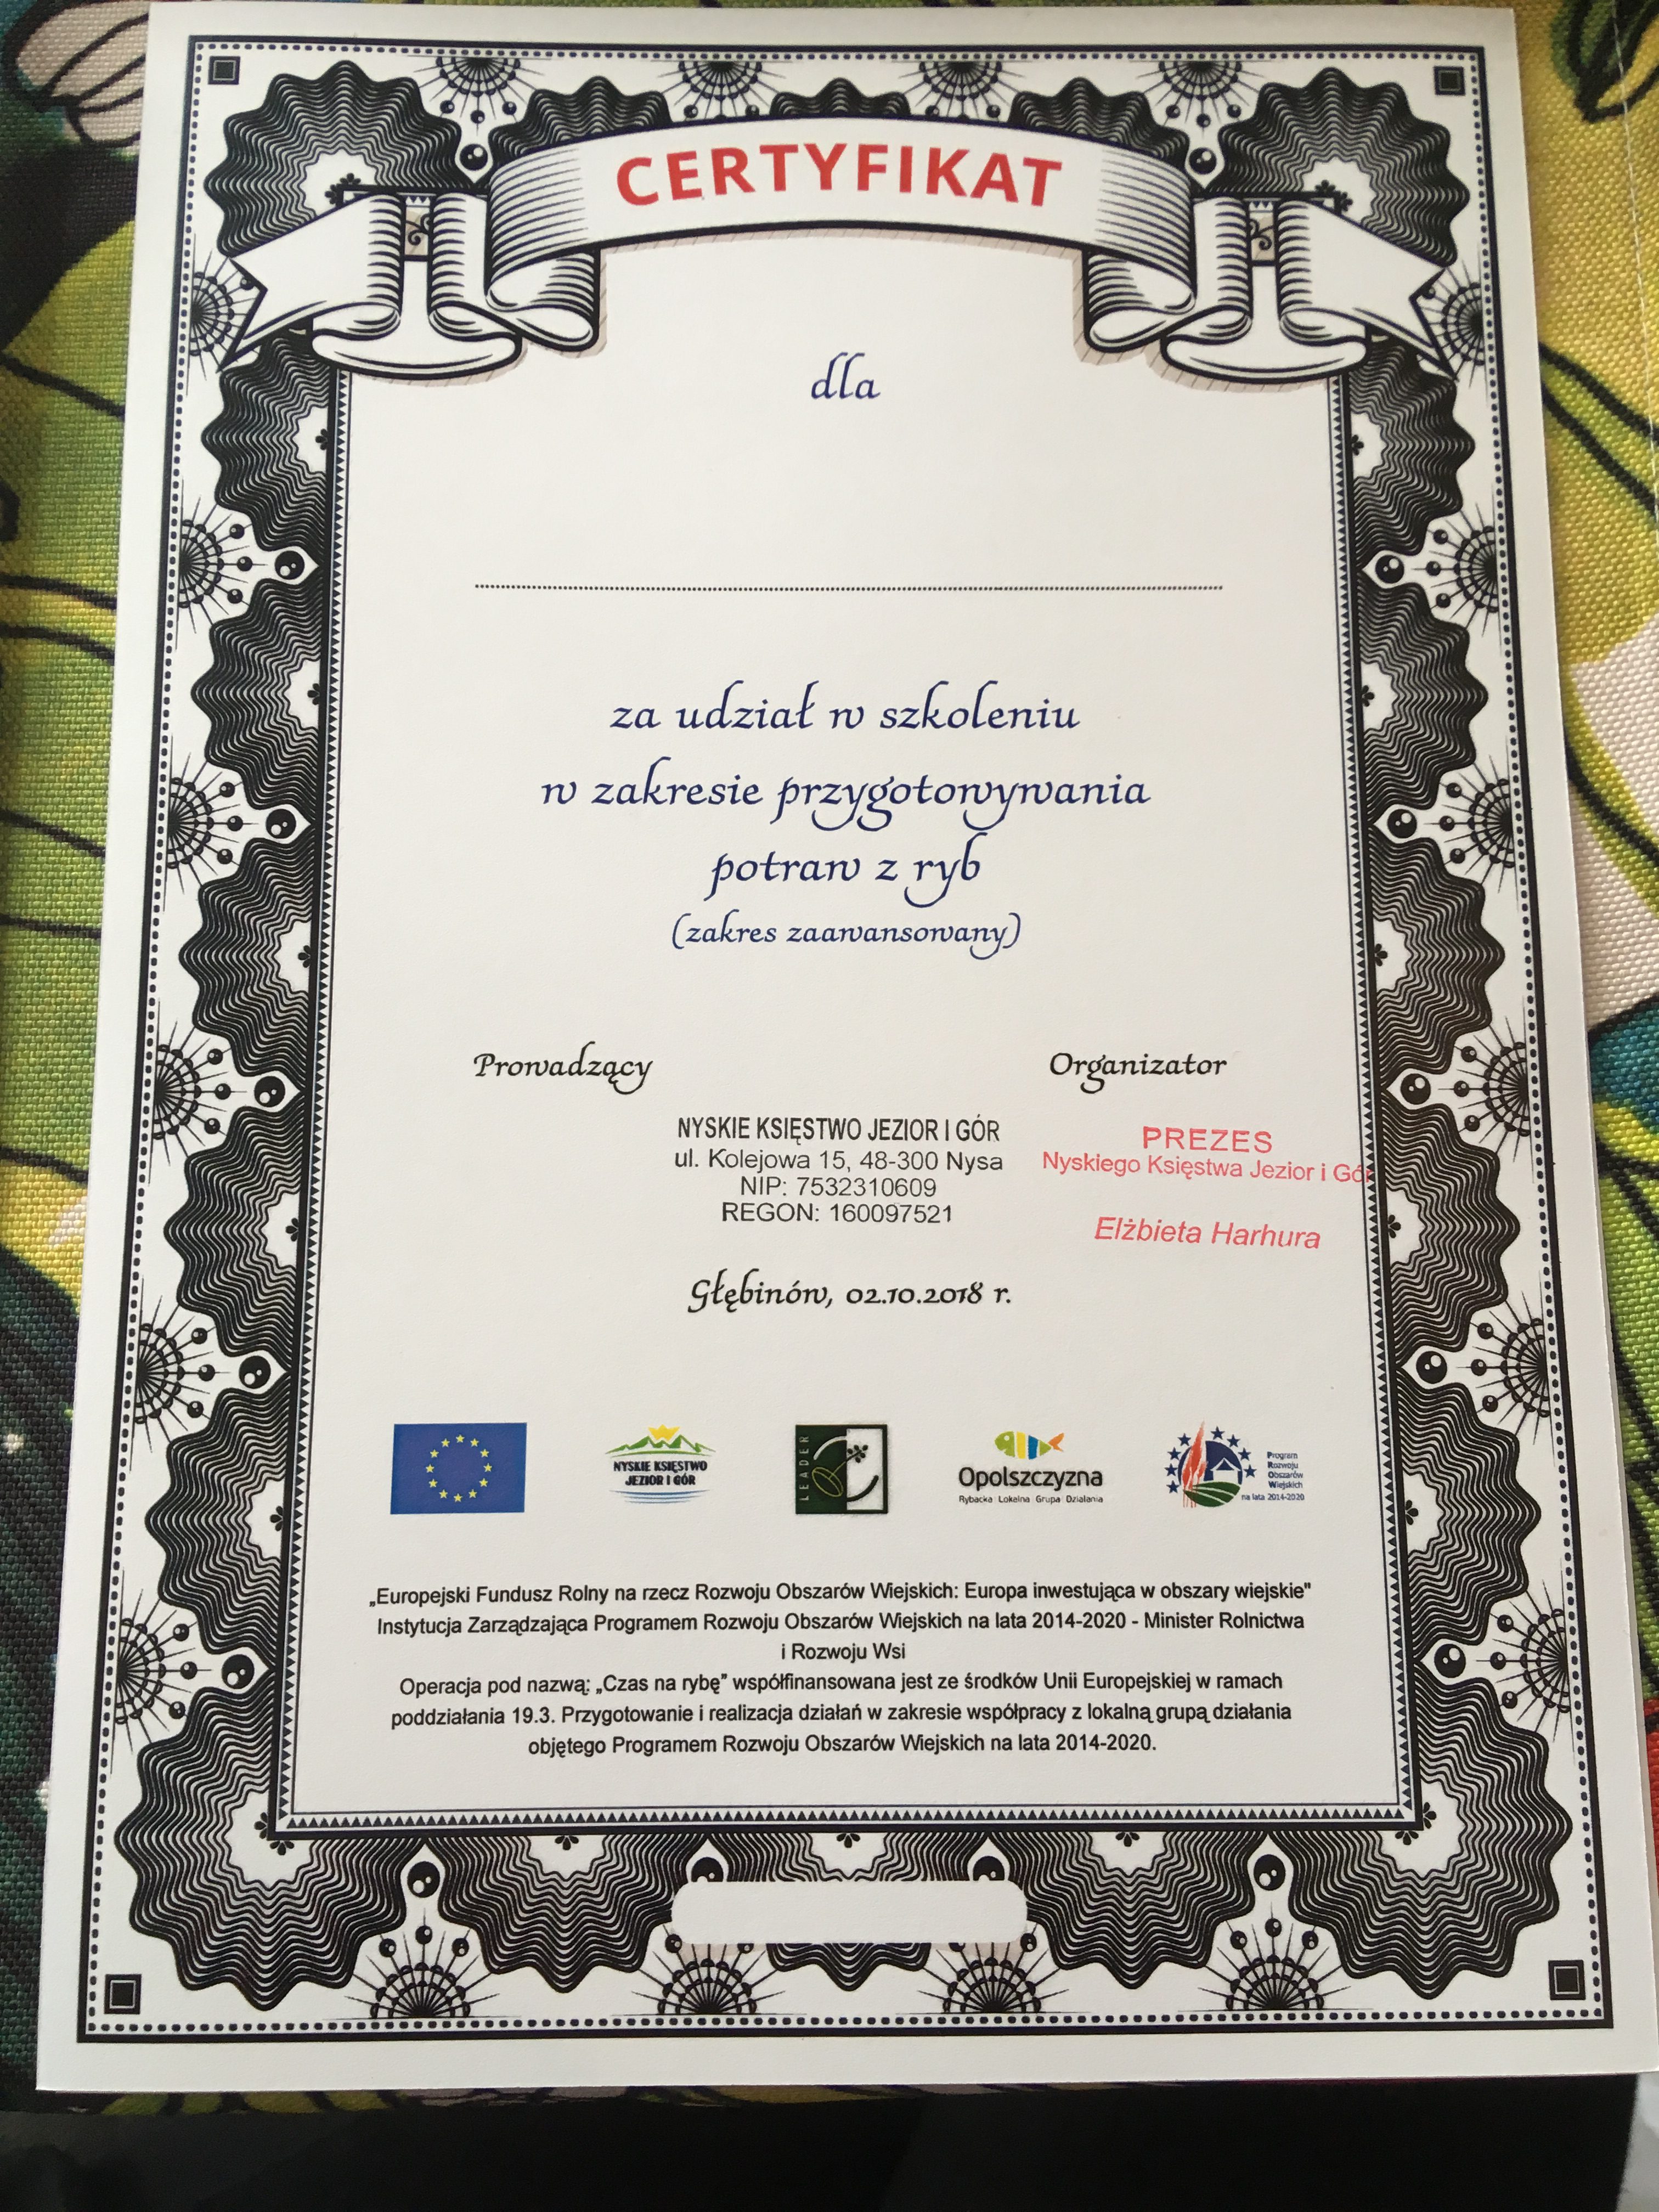 CERTYFIKAT
dla
za udział w szkoleniu
w zakresie przygotowywania
potraw z ryb
(zakres zaawansowany)
Prowadzący
Organizator
NYSKIE KSIĘSTWO JEZIOR I GÓR
ul. Kolejowa 15, 48-300 Nysa
NIP: 7532310609
REGON: 160097521
PREZES
Nyskiego Księstwa Jezior i Gór
Elżbieta Harhura
Głębinów, 02.10.2018 r.
NYSKIE KSIĘSTWO
JEZIOR I GÓR
LEADER
Opolszczyzna
Rybacka Lokalna Grupa Działania
Program
Rozwoju
Obszarów
Wiejskich
na lata 2014-2020
„Europejski Fundusz Rolny na rzecz Rozwoju Obszarów Wiejskich: Europa inwestująca w obszary wiejskie"
Instytucja Zarządzająca Programem Rozwoju Obszarów Wiejskich na lata 2014-2020 - Minister Rolnictwa
i Rozwoju Wsi
Operacja pod nazwą: „Czas na rybę” współfinansowana jest ze środków Unii Europejskiej w ramach
poddziałania 19.3. Przygotowanie i realizacja działań w zakresie współpracy z lokalną grupą działania
objętego Programem Rozwoju Obszarów Wiejskich na lata 2014-2020.